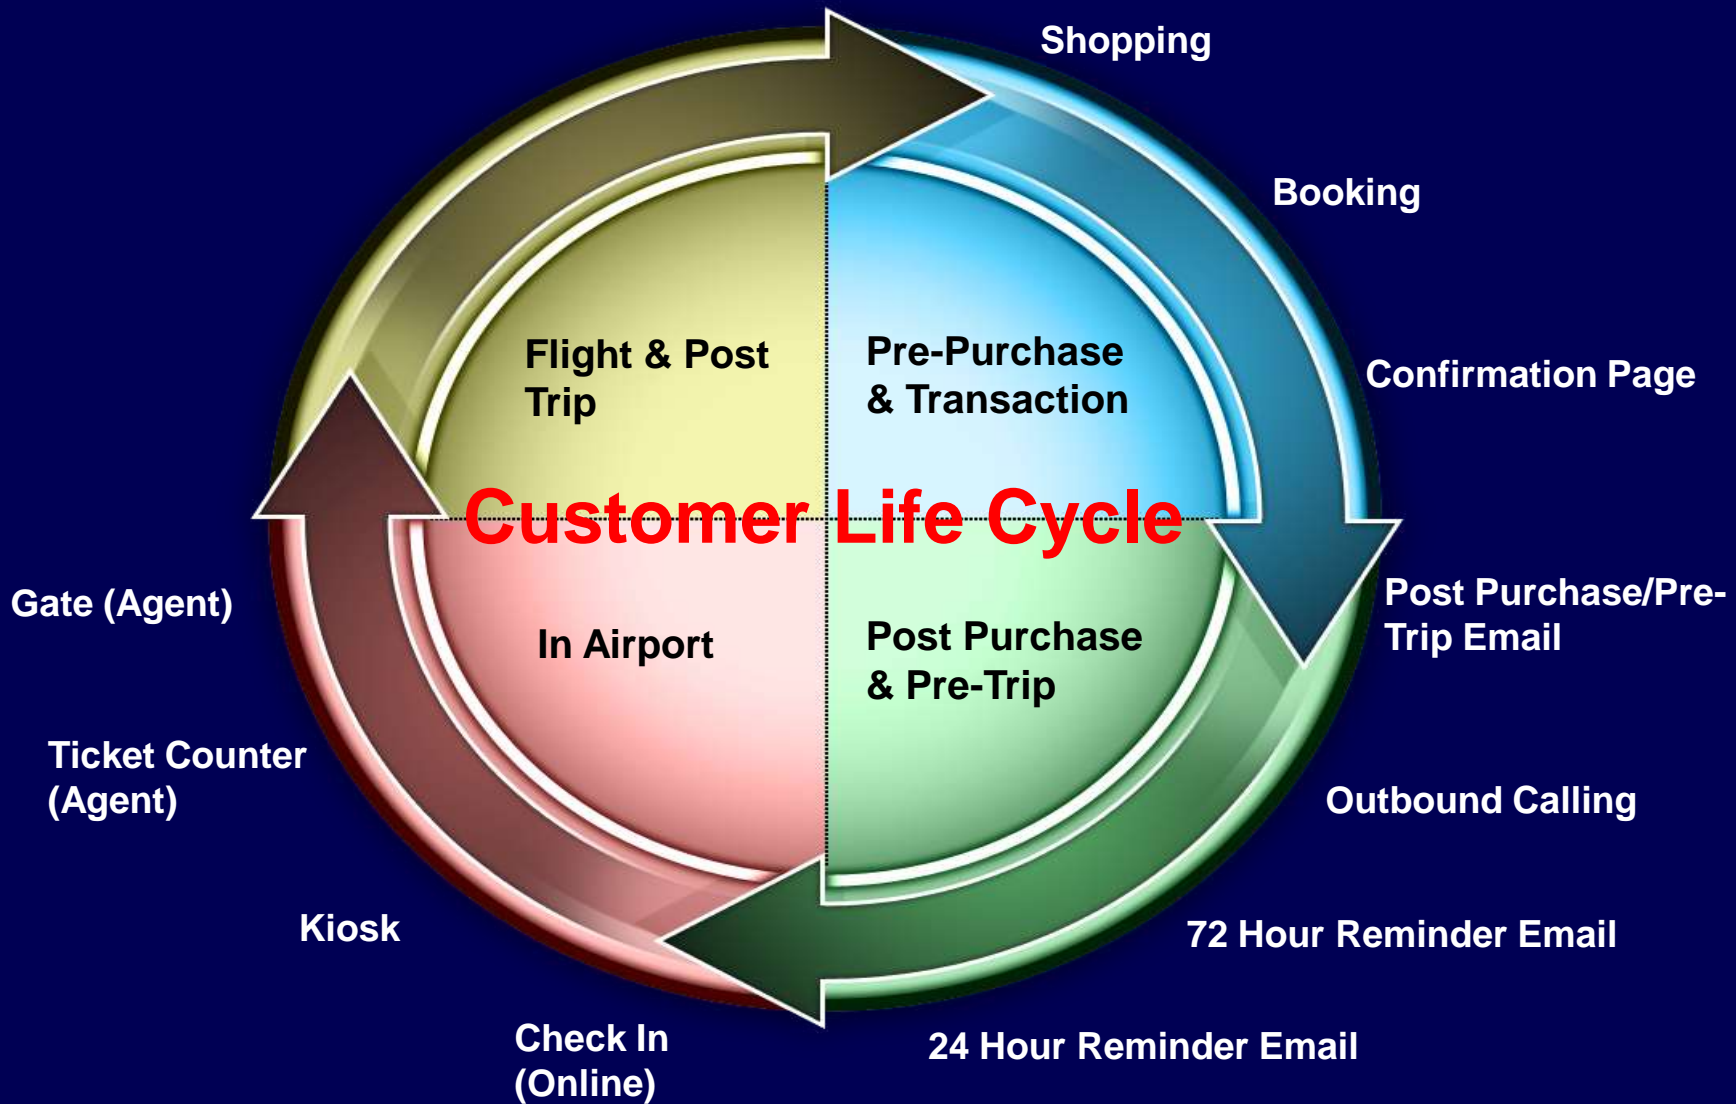 Shopping
Booking
Confirmation Page
Post Purchase/Pre-
Trip Email
Outbound Calling
72 Hour Reminder Email
24 Hour Reminder Email
Check In
(Online)
Kiosk
Ticket Counter
(Agent)
Gate (Agent)
Flight & Post
Trip
Pre-Purchase
& Transaction
Customer Life Cycle
In Airport
Post Purchase
& Pre-Trip